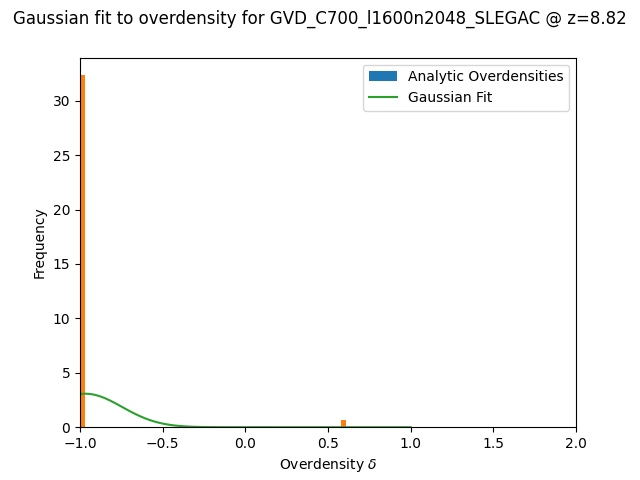 Gaussian fit to overdensity for GVD_C700_l1600n2048_SLEGAC @ z=8.82
Analytic Overdensities
Gaussian Fit
Frequency
30
25
20
15
10
5
0
−1.0 −0.5 0.0 0.5 1.0 1.5 2.0
Overdensity δ